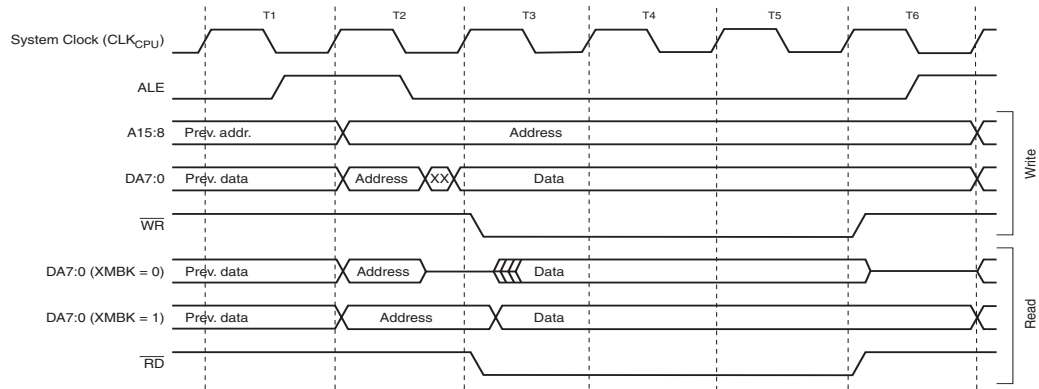 T1 T2 T3 T4 T5 T6
System Clock (CLKCPU)
ALE
A15:8 Prev. addr. Address
DA7:0 Prev. data Address XX Data
WR
DA7:0 (XMBK = 0) Prev. data Address Data
DA7:0 (XMBK = 1) Prev. data Address Data
RD
Write
Read